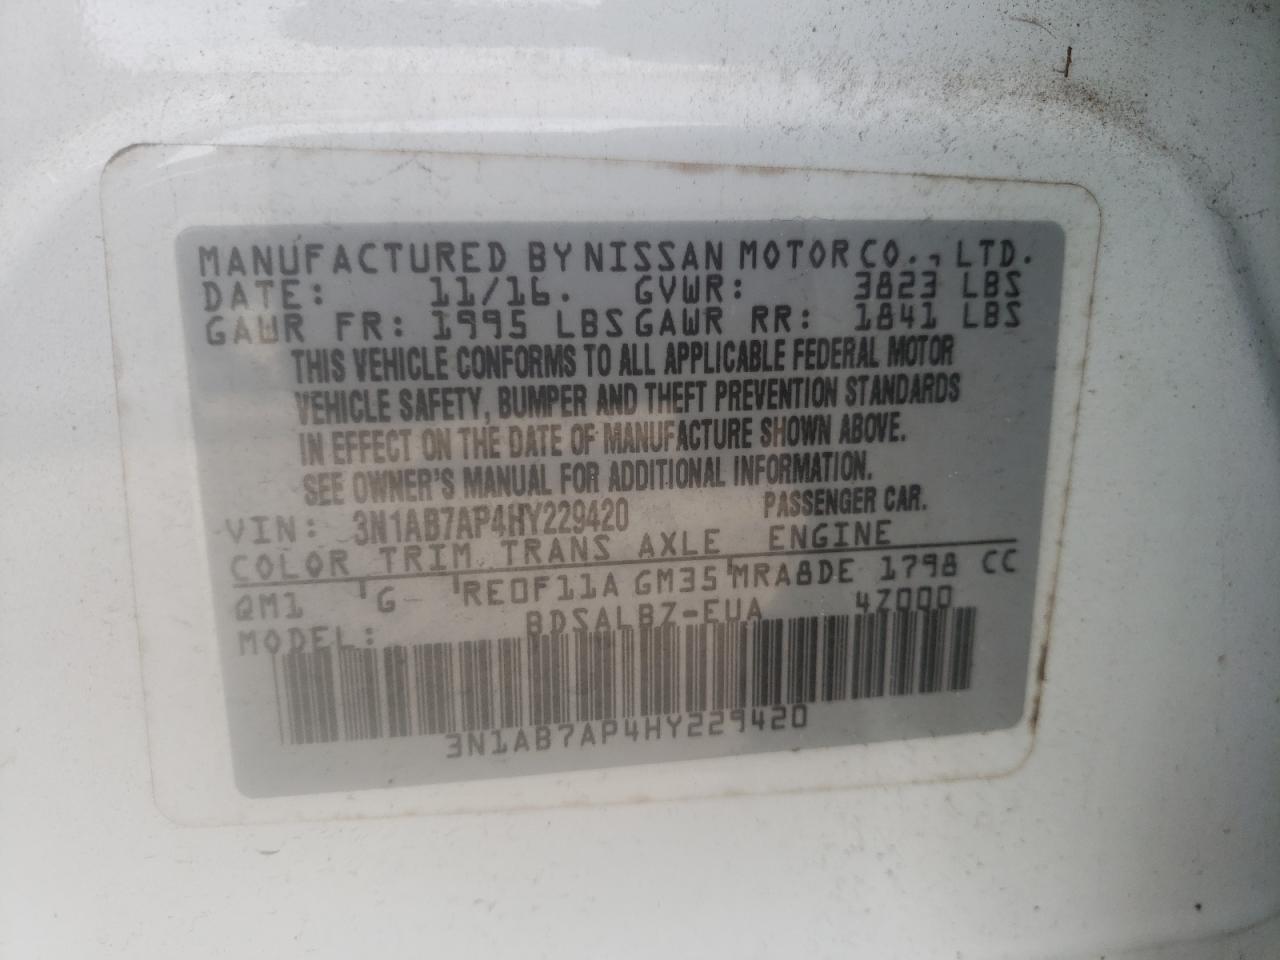 MANUFACTURED BY NISSAN MOTOR CO., LTD.
DATE: 11/16. GVWR: 3823 LBS
GAWR FR: 1995 LBS GAWR RR: 1841 LBS
THIS VEHICLE CONFORMS TO ALL APPLICABLE FEDERAL MOTOR
VEHICLE SAFETY, BUMPER AND THEFT PREVENTION STANDARDS
IN EFFECT ON THE DATE OF MANUFACTURE SHOWN ABOVE.
SEE OWNER'S MANUAL FOR ADDITIONAL INFORMATION.
VIN: 3N1AB7AP4HY229420 PASSENGER CAR.
COLOR TRIM TRANS AXLE ENGINE
QM1 G RE0F11A GM35 MRA8DE 1798 CC
MODEL: BDSALBZ-EUA 4Z000
3N1AB7AP4HY229420